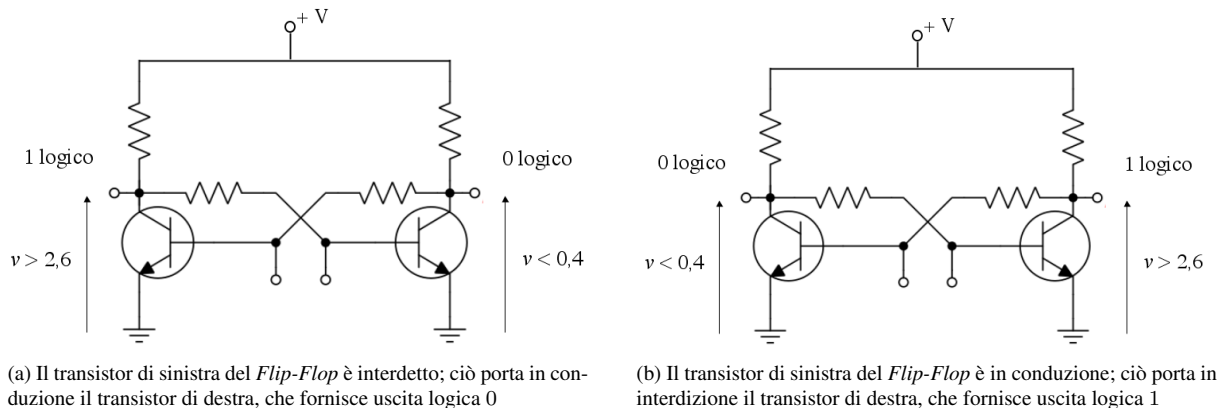 + V
1 logico
0 logico
v > 2,6
v < 0,4
(a) Il transistor di sinistra del Flip-Flop è interdetto; ciò porta in con-
duzione il transistor di destra, che fornisce uscita logica 0
+ V
0 logico
1 logico
v < 0,4
v > 2,6
(b) Il transistor di sinistra del Flip-Flop è in conduzione; ciò porta in
interdizione il transistor di destra, che fornisce uscita logica 1